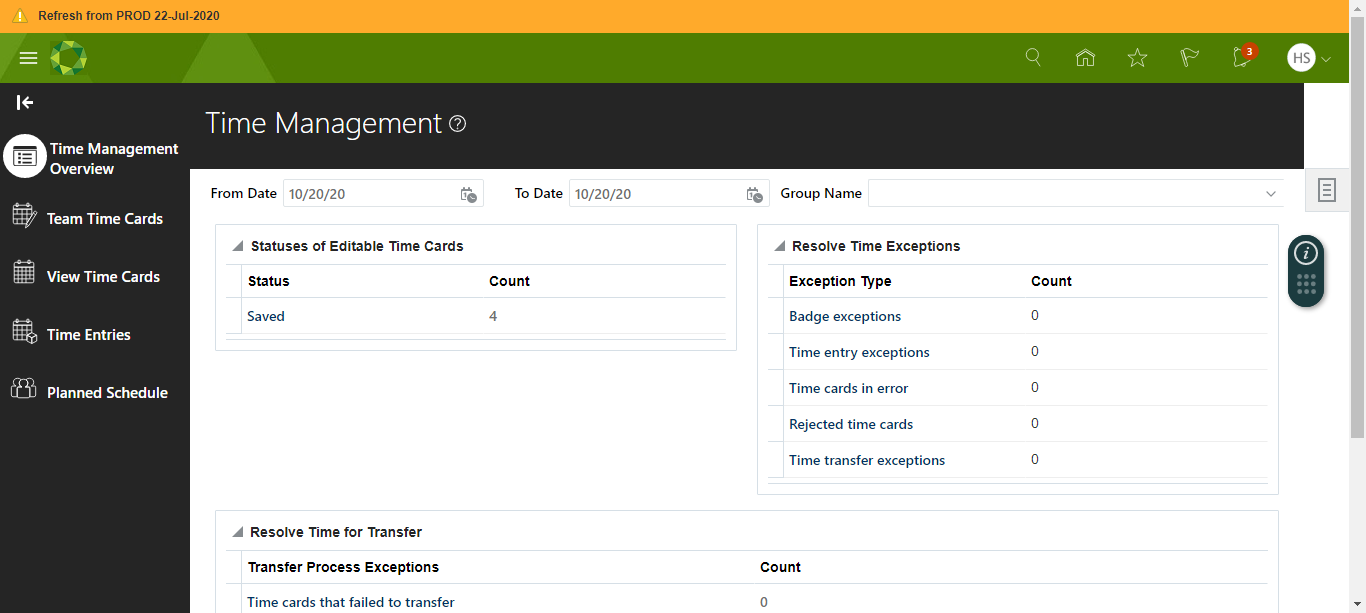 Refresh from PROD 22-Jul-2020
3
HS
Time Management
Time Management
Overview
Team Time Cards
View Time Cards
Time Entries
Planned Schedule
From Date 10/20/20 To Date 10/20/20 Group Name
Statuses of Editable Time Cards
Status Count
Saved 4
Resolve Time Exceptions
Exception Type Count
Badge exceptions 0
Time entry exceptions 0
Time cards in error 0
Rejected time cards 0
Time transfer exceptions 0
Resolve Time for Transfer
Transfer Process Exceptions Count
Time cards that failed to transfer 0